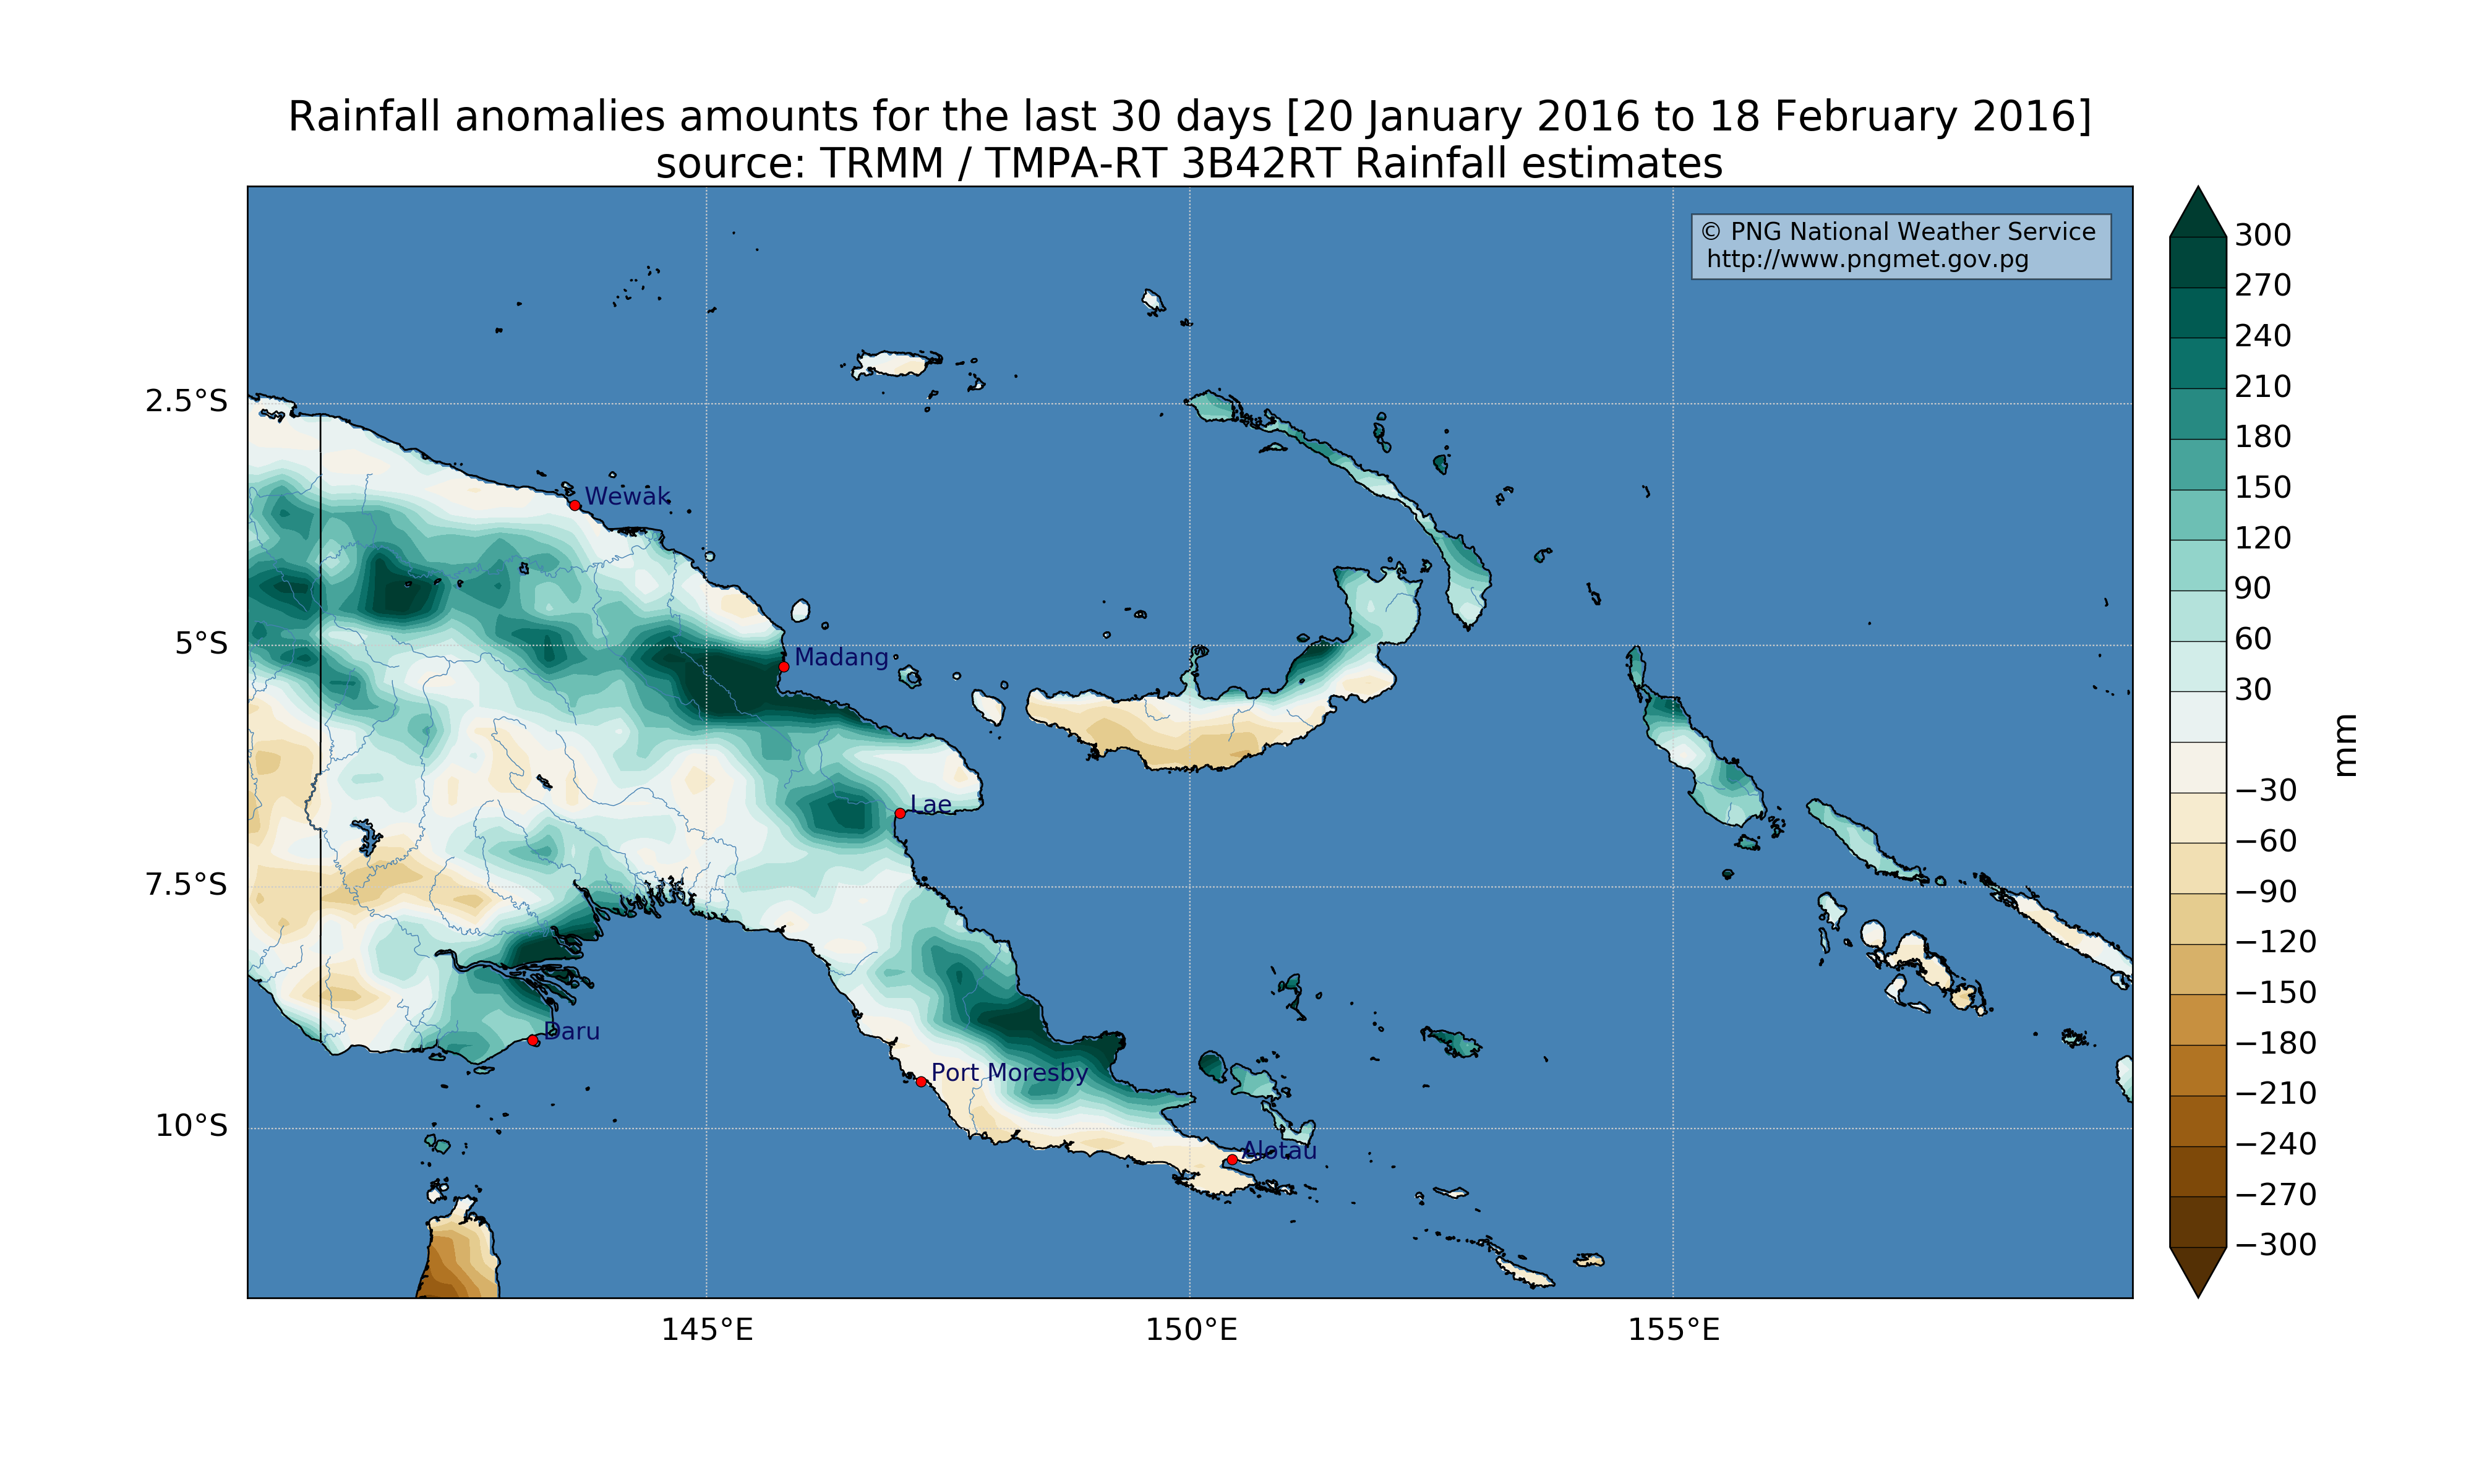 Rainfall anomalies amounts for the last 30 days [20 January 2016 to 18 February 2016]
source: TRMM / TMPA-RT 3B42RT Rainfall estimates
© PNG National Weather Service
http://www.pngmet.gov.pg
2.5°S
5°S
7.5°S
10°S
Wewak
Madang
Lae
Daru
Port Moresby
Alotau
145°E
150°E
155°E
300
270
240
210
180
150
120
90
60
30
−30
−60
−90
−120
−150
−180
−210
−240
−270
−300
mm